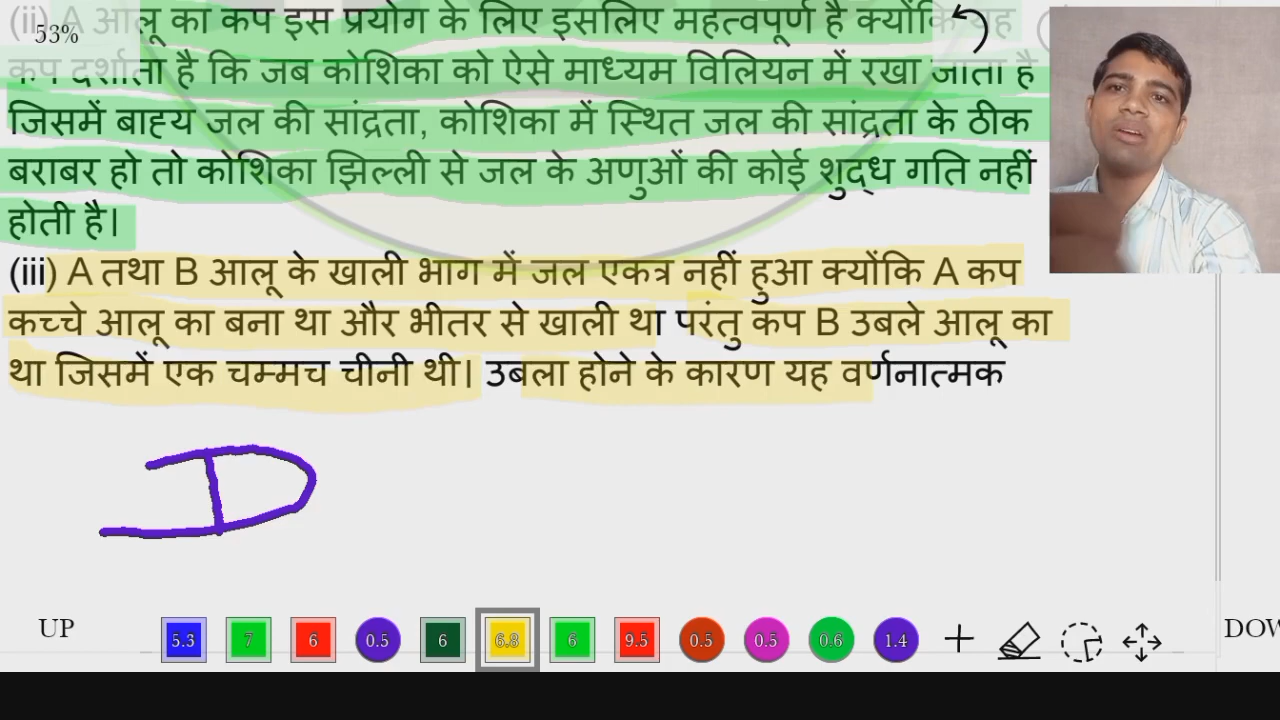 53%
(ii) A आलू का कप इस प्रयोग के लिए इसलिए महत्वपूर्ण है क्योंकि यह
कप दर्शाता है कि जब कोशिका को ऐसे माध्यम विलियन में रखा जाता है
जिसमें बाह्य जल की सांद्रता, कोशिका में स्थित जल की सांद्रता के ठीक
बराबर हो तो कोशिका झिल्ली से जल के अणुओं की कोई शुद्ध गति नहीं
होती है।
(iii) A तथा B आलू के खाली भाग में जल एकत्र नहीं हुआ क्योंकि A कप
कच्चे आलू का बना था और भीतर से खाली था परंतु कप B उबले आलू का
था जिसमें एक चम्मच चीनी थी। उबला होने के कारण यह वर्णनात्मक
D
UP
5.3 7 6 0.5 6 6.8 6 9.5 0.5 0.5 0.6 1.4
DOW